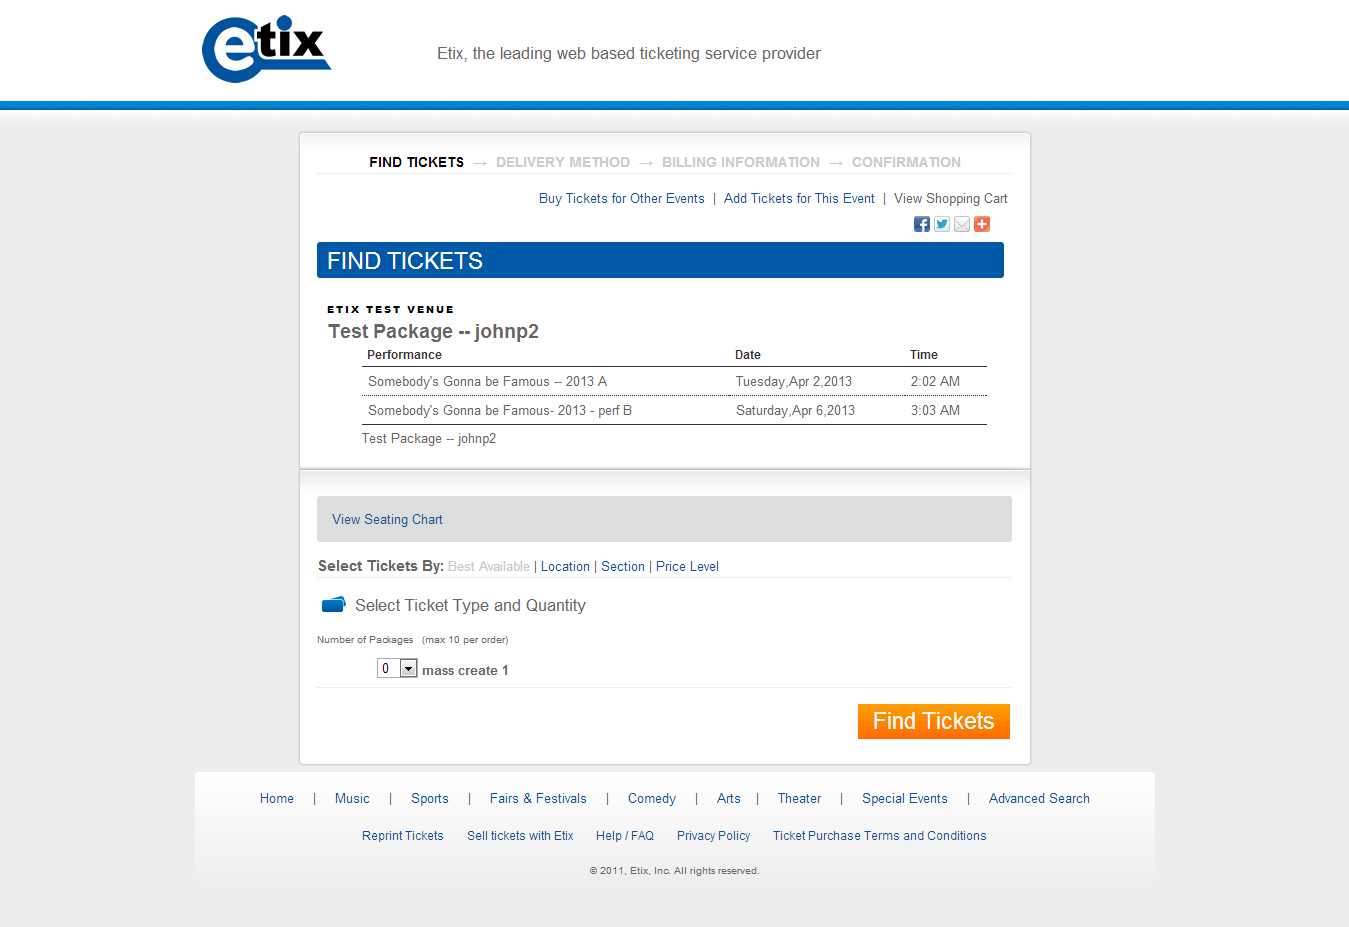 etix
Etix, the leading web based ticketing service provider
FIND TICKETS → DELIVERY METHOD → BILLING INFORMATION → CONFIRMATION
Buy Tickets for Other Events | Add Tickets for This Event | View Shopping Cart
FIND TICKETS
ETIX TEST VENUE
Test Package -- johnp2
Performance Date Time
Somebody's Gonna be Famous -- 2013 A Tuesday,Apr 2,2013 2:02 AM
Somebody's Gonna be Famous- 2013 - perf B Saturday,Apr 6,2013 3:03 AM
Test Package -- johnp2
View Seating Chart
Select Tickets By: Best Available | Location | Section | Price Level
Select Ticket Type and Quantity
Number of Packages (max 10 per order)
0 mass create 1
Find Tickets
Home | Music | Sports | Fairs & Festivals | Comedy | Arts | Theater | Special Events | Advanced Search
Reprint Tickets Sell tickets with Etix Help / FAQ Privacy Policy Ticket Purchase Terms and Conditions
© 2011, Etix, Inc. All rights reserved.